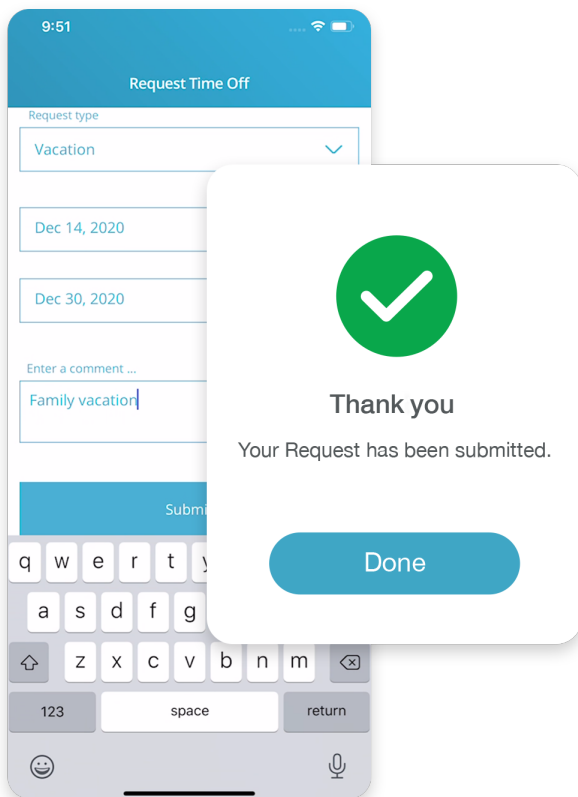 9:51
Request Time Off
Request type
Vacation
Dec 14, 2020
Dec 30, 2020
Enter a comment ...
Family vacation
Thank you
Your Request has been submitted.
Done
q w e r t
a s d f g
z x c v b n m
123 space return